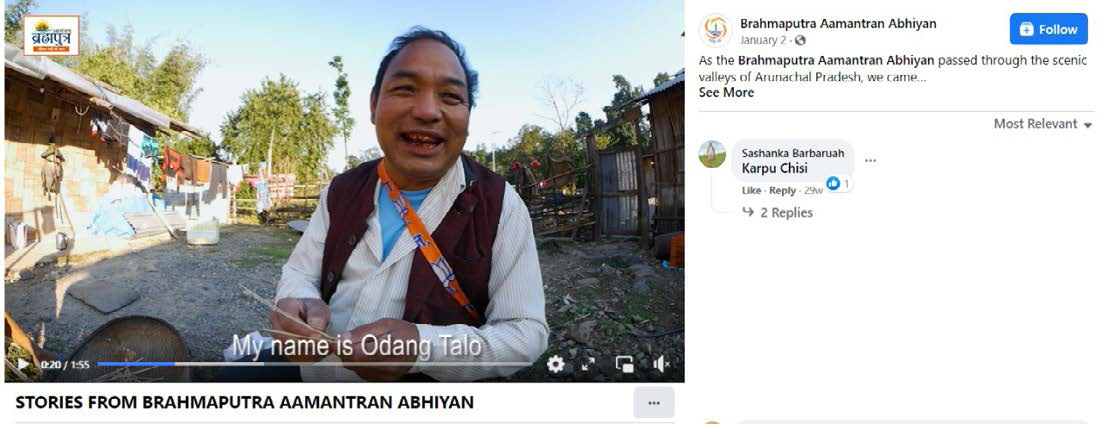 ब्रह्मपुत्र
My name is Odang Talo
0:20 / 1:55
STORIES FROM BRAHMAPUTRA AAMANTRAN ABHIYAN
Brahmaputra Aamantran Abhiyan
January 2 ·
Follow
As the Brahmaputra Aamantran Abhiyan passed through the scenic
valleys of Arunachal Pradesh, we came...
See More
Most Relevant
Sashanka Barbaruah
Karpu Chisi
Like · Reply · 29w
1
2 Replies